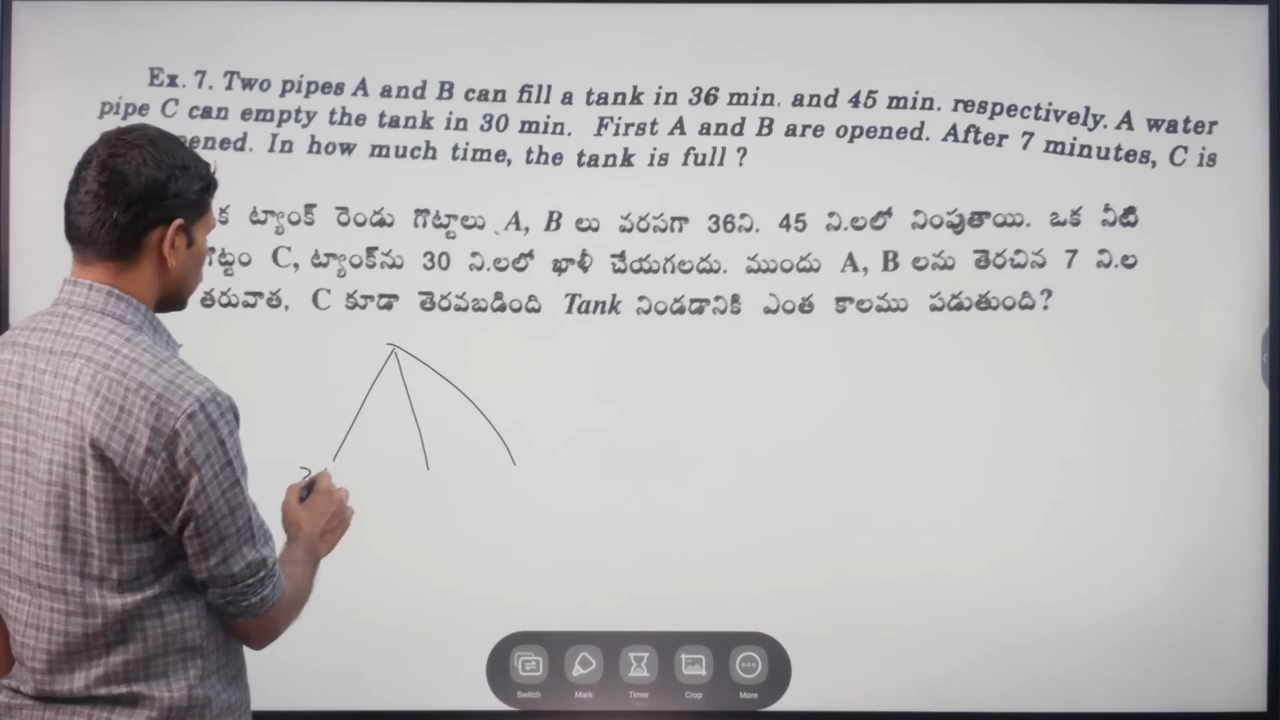 Ex. 7. Two pipes A and B can fill a tank in 36 min. and 45 min. respectively. A water
pipe C can empty the tank in 30 min. First A and B are opened. After 7 minutes, C is
ened. In how much time, the tank is full ?
క ట్యాంక్ రెండు గొట్టాలు A, B లు వరసగా 36ని. 45 ని.లలో నింపుతాయి. ఒక నీటి
గొట్టం C, ట్యాంక్‌ను 30 ని.లలో ఖాళీ చేయగలదు. ముందు A, B లను తెరచిన 7 ని.ల
తరువాత, C కూడా తెరవబడింది Tank నిండడానికి ఎంత కాలము పడుతుంది?
Switch Mark Timer Crop More